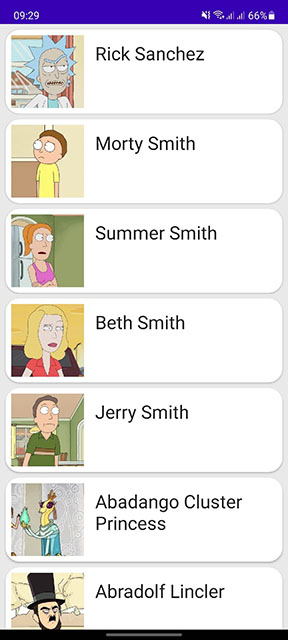 09:29
66%
Rick Sanchez
Morty Smith
Summer Smith
Beth Smith
Jerry Smith
Abadango Cluster
Princess
Abradolf Lincler